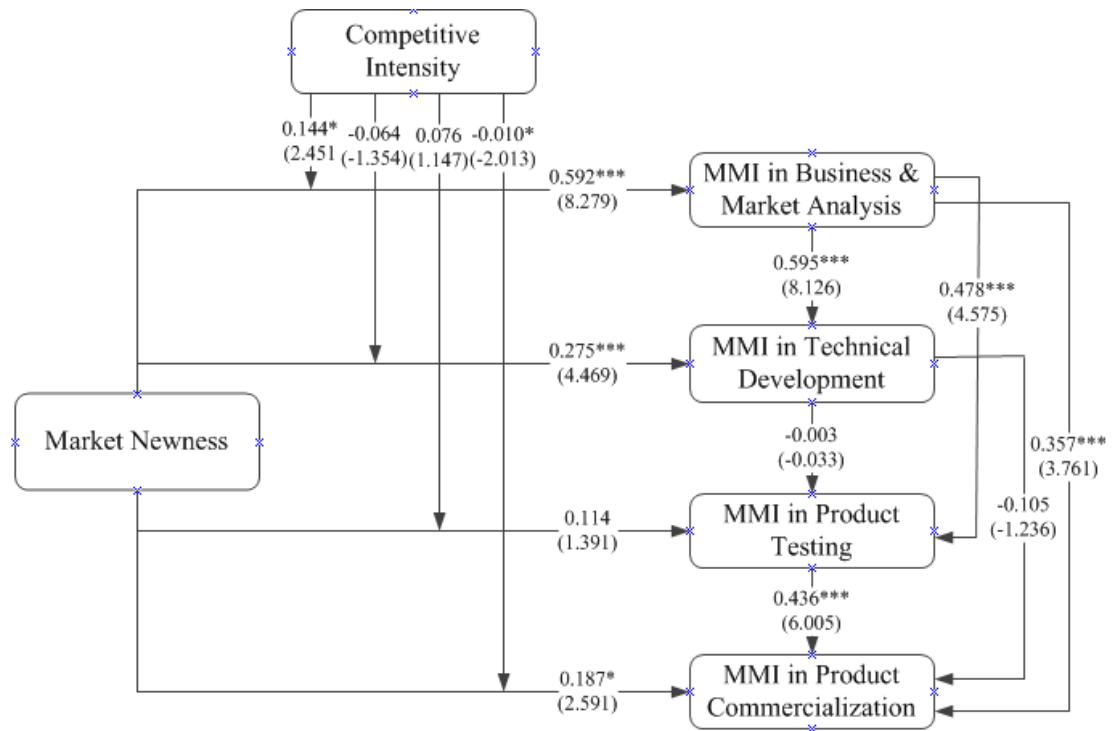 Competitive
Intensity
0.144* -0.064 0.076 -0.010*
(2.451 (-1.354) (1.147) (-2.013)
MMI in Business &
Market Analysis
0.592***
(8.279)
0.595***
(8.126)
0.478***
(4.575)
MMI in Technical
Development
0.275***
(4.469)
Market Newness
-0.003
(-0.033)
0.357***
(3.761)
-0.105
(-1.236)
MMI in Product
Testing
0.114
(1.391)
0.436***
(6.005)
MMI in Product
Commercialization
0.187*
(2.591)